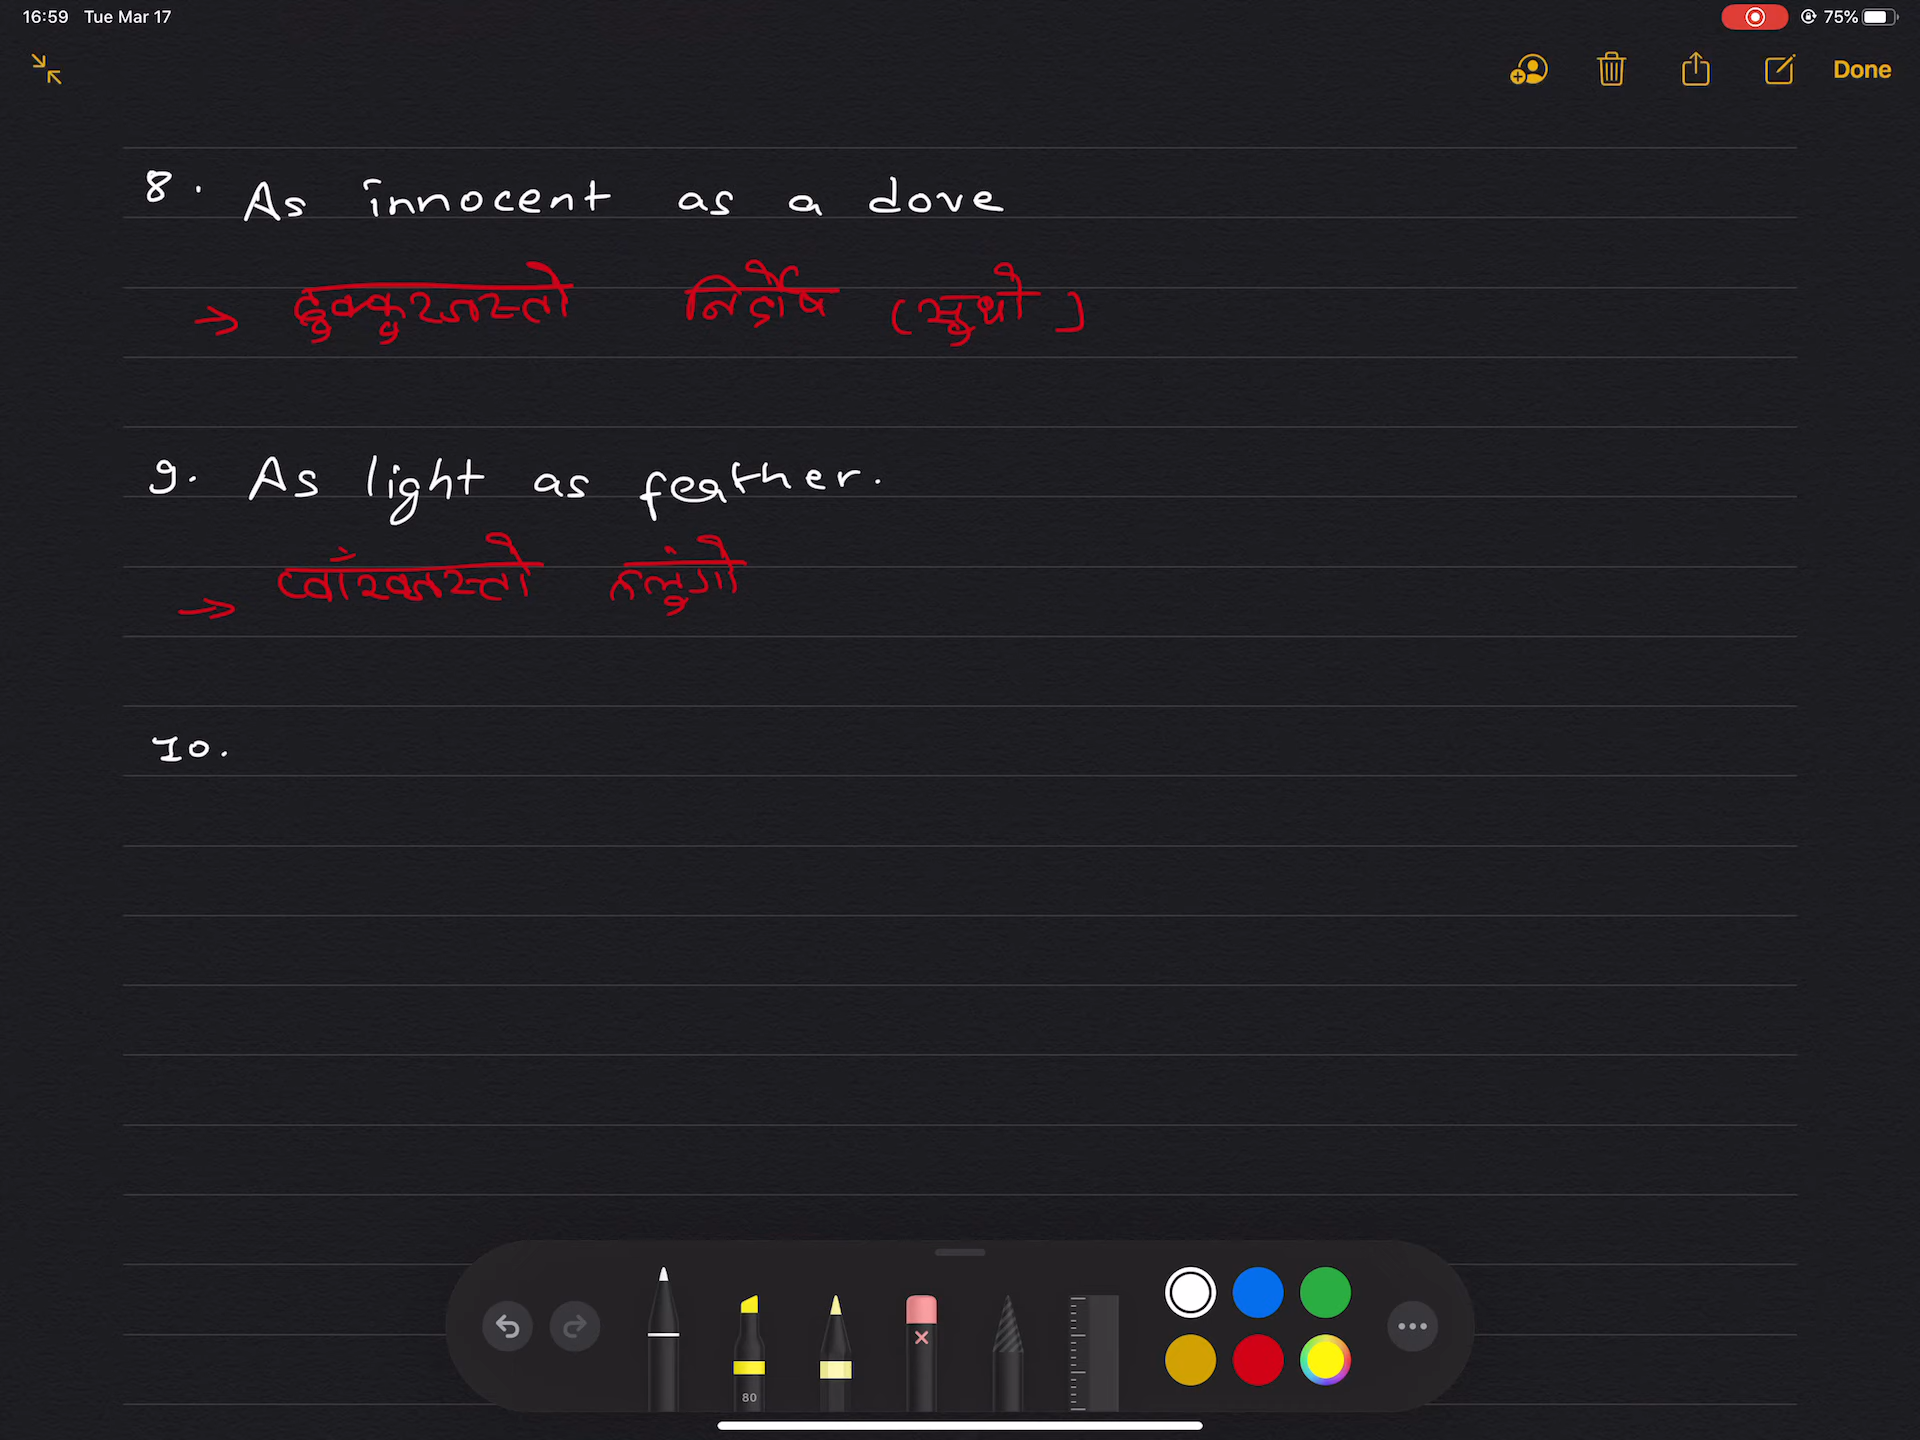 16:59 Tue Mar 17
75%
Done
8. As innocent as a dove
→ ढुक्कुरजस्तो निर्दोष (सुधो)
9. As light as feather.
→ प्वाँखजस्तो हलुंगो
10.
80